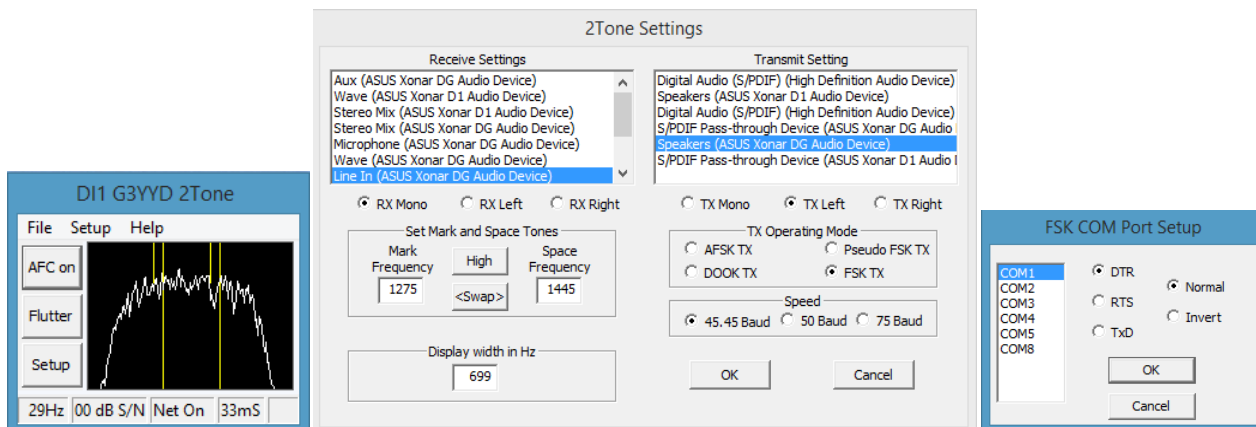 DI1 G3YYD 2Tone
File Setup Help
AFC on
Flutter
Setup
29Hz 00 dB S/N Net On 33mS
2Tone Settings
Receive Settings
Aux (ASUS Xonar DG Audio Device)
Wave (ASUS Xonar D1 Audio Device)
Stereo Mix (ASUS Xonar D1 Audio Device)
Stereo Mix (ASUS Xonar DG Audio Device)
Microphone (ASUS Xonar DG Audio Device)
Wave (ASUS Xonar DG Audio Device)
Line In (ASUS Xonar DG Audio Device)
RX Mono RX Left RX Right
Set Mark and Space Tones
Mark Frequency
High
Space Frequency
1275
<Swap>
1445
Display width in Hz
699
Transmit Setting
Digital Audio (S/PDIF) (High Definition Audio Device)
Speakers (ASUS Xonar D1 Audio Device)
Digital Audio (S/PDIF) (High Definition Audio Device)
S/PDIF Pass-through Device (ASUS Xonar DG Audio
Speakers (ASUS Xonar DG Audio Device)
S/PDIF Pass-through Device (ASUS Xonar D1 Audio
TX Mono TX Left TX Right
TX Operating Mode
AFSK TX Pseudo FSK TX
DOOK TX FSK TX
Speed
45.45 Baud 50 Baud 75 Baud
OK Cancel
FSK COM Port Setup
COM1
COM2
COM3
COM4
COM5
COM8
DTR
RTS
TxD
Normal
Invert
OK
Cancel